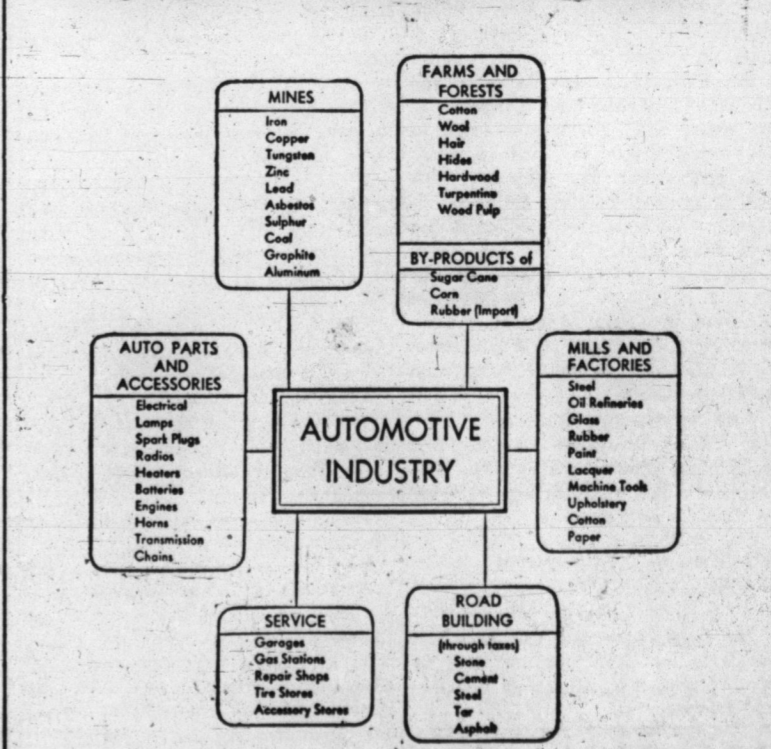 MINES
Iron
Copper
Tungsten
Zinc
Lead
Asbestos
Sulphur
Coal
Graphite
Aluminum
FARMS AND
FORESTS
Cotton
Wool
Hair
Hides
Hardwood
Turpentine
Wood Pulp
BY-PRODUCTS of
Sugar Cane
Corn
Rubber (Import)
AUTO PARTS
AND
ACCESSORIES
Electrical
Lamps
Spark Plugs
Radios
Heaters
Batteries
Engines
Horns
Transmission
Chains
AUTOMOTIVE
INDUSTRY
MILLS AND
FACTORIES
Steel
Oil Refineries
Glass
Rubber
Paint
Lacquer
Machine Tools
Upholstery
Cotton
Paper
SERVICE
Garages
Gas Stations
Repair Shops
Tire Stores
Accessory Stores
ROAD
BUILDING
(through taxes)
Stone
Cement
Steel
Tar
Asphalt